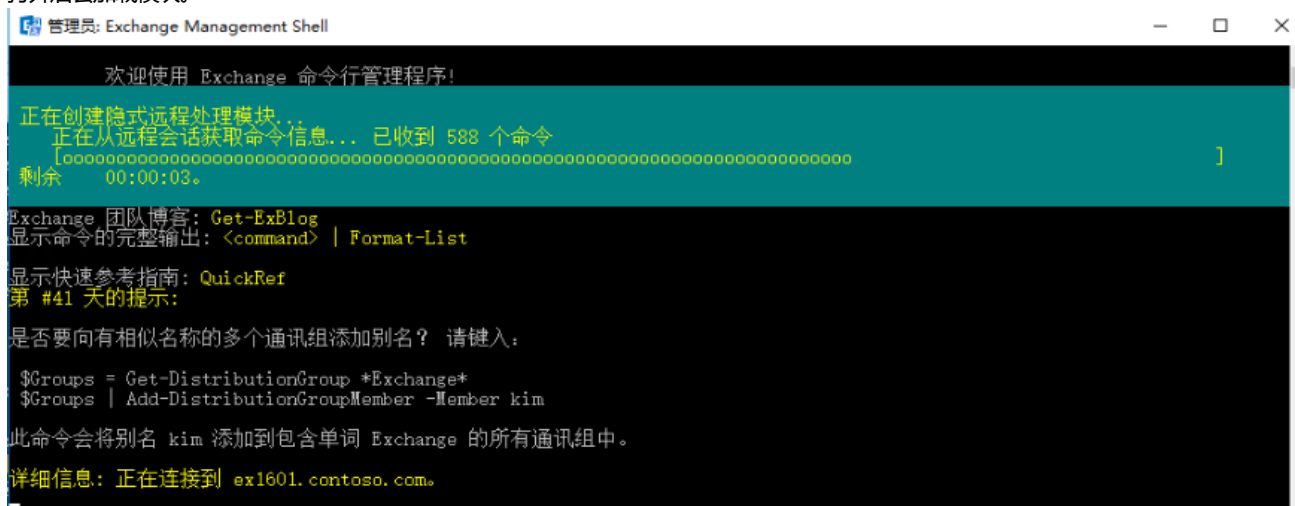 管理员: Exchange Management Shell
欢迎使用 Exchange 命令行管理程序!
正在创建隐式远程处理模块...
正在从远程会话获取命令信息... 已收到 588 个命令
[oooooooooooooooooooooooooooooooooooooooooooooooooooooooooooooooooooooooooo ]
剩余 00:00:03。
Exchange 团队博客: Get-ExBlog
显示命令的完整输出: <command> | Format-List
显示快速参考指南: QuickRef
第 #41 天的提示:
是否要向有相似名称的多个通讯组添加别名? 请键入:
$Groups = Get-DistributionGroup *Exchange*
$Groups | Add-DistributionGroupMember -Member kim
此命令会将别名 kim 添加到包含单词 Exchange 的所有通讯组中。
详细信息: 正在连接到 ex1601.contoso.com。